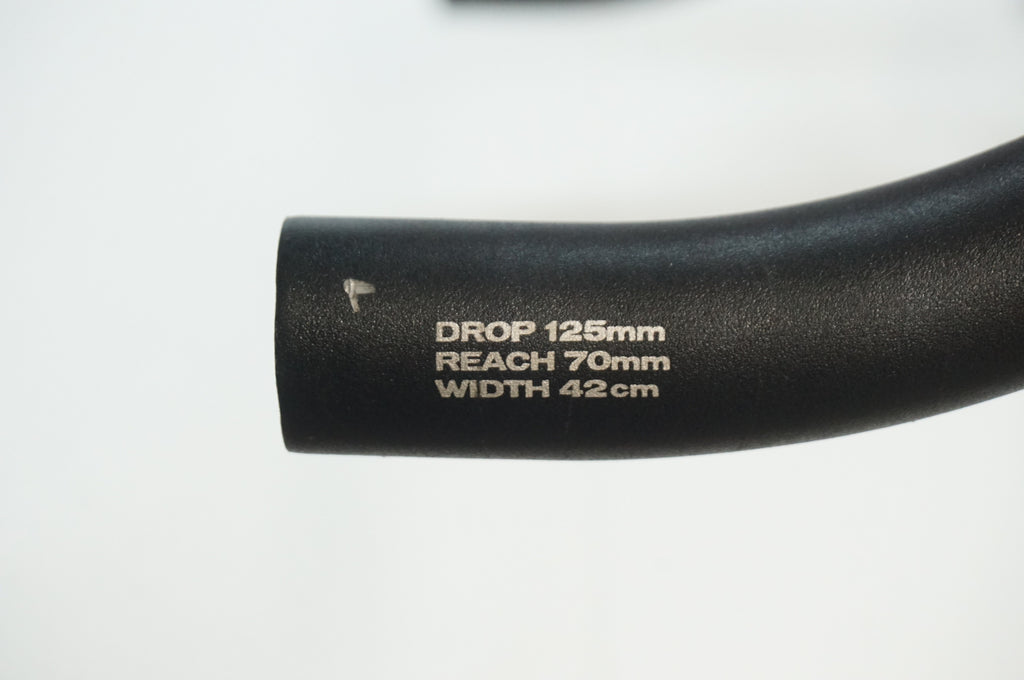 DROP 125mm
REACH 70mm
WIDTH 42cm